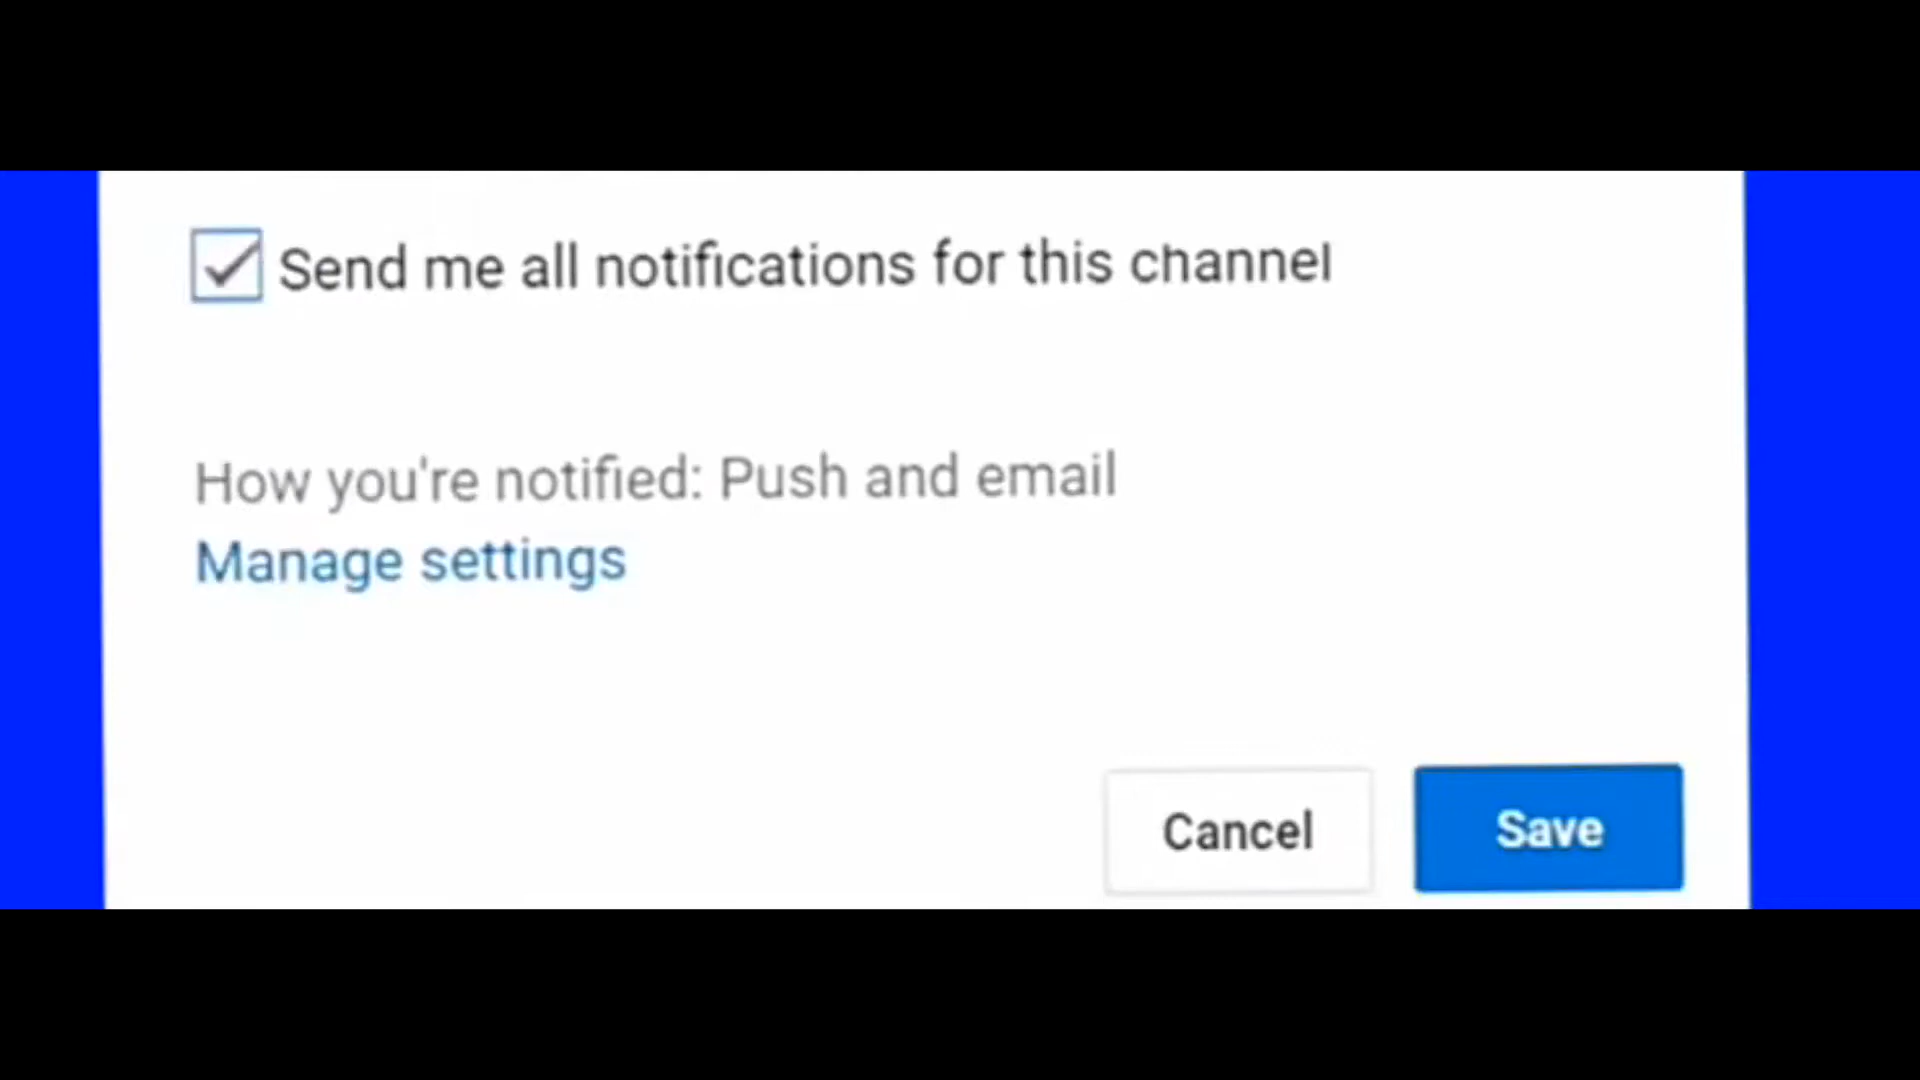 Send me all notifications for this channel
How you're notified: Push and email
Manage settings
Cancel
Save